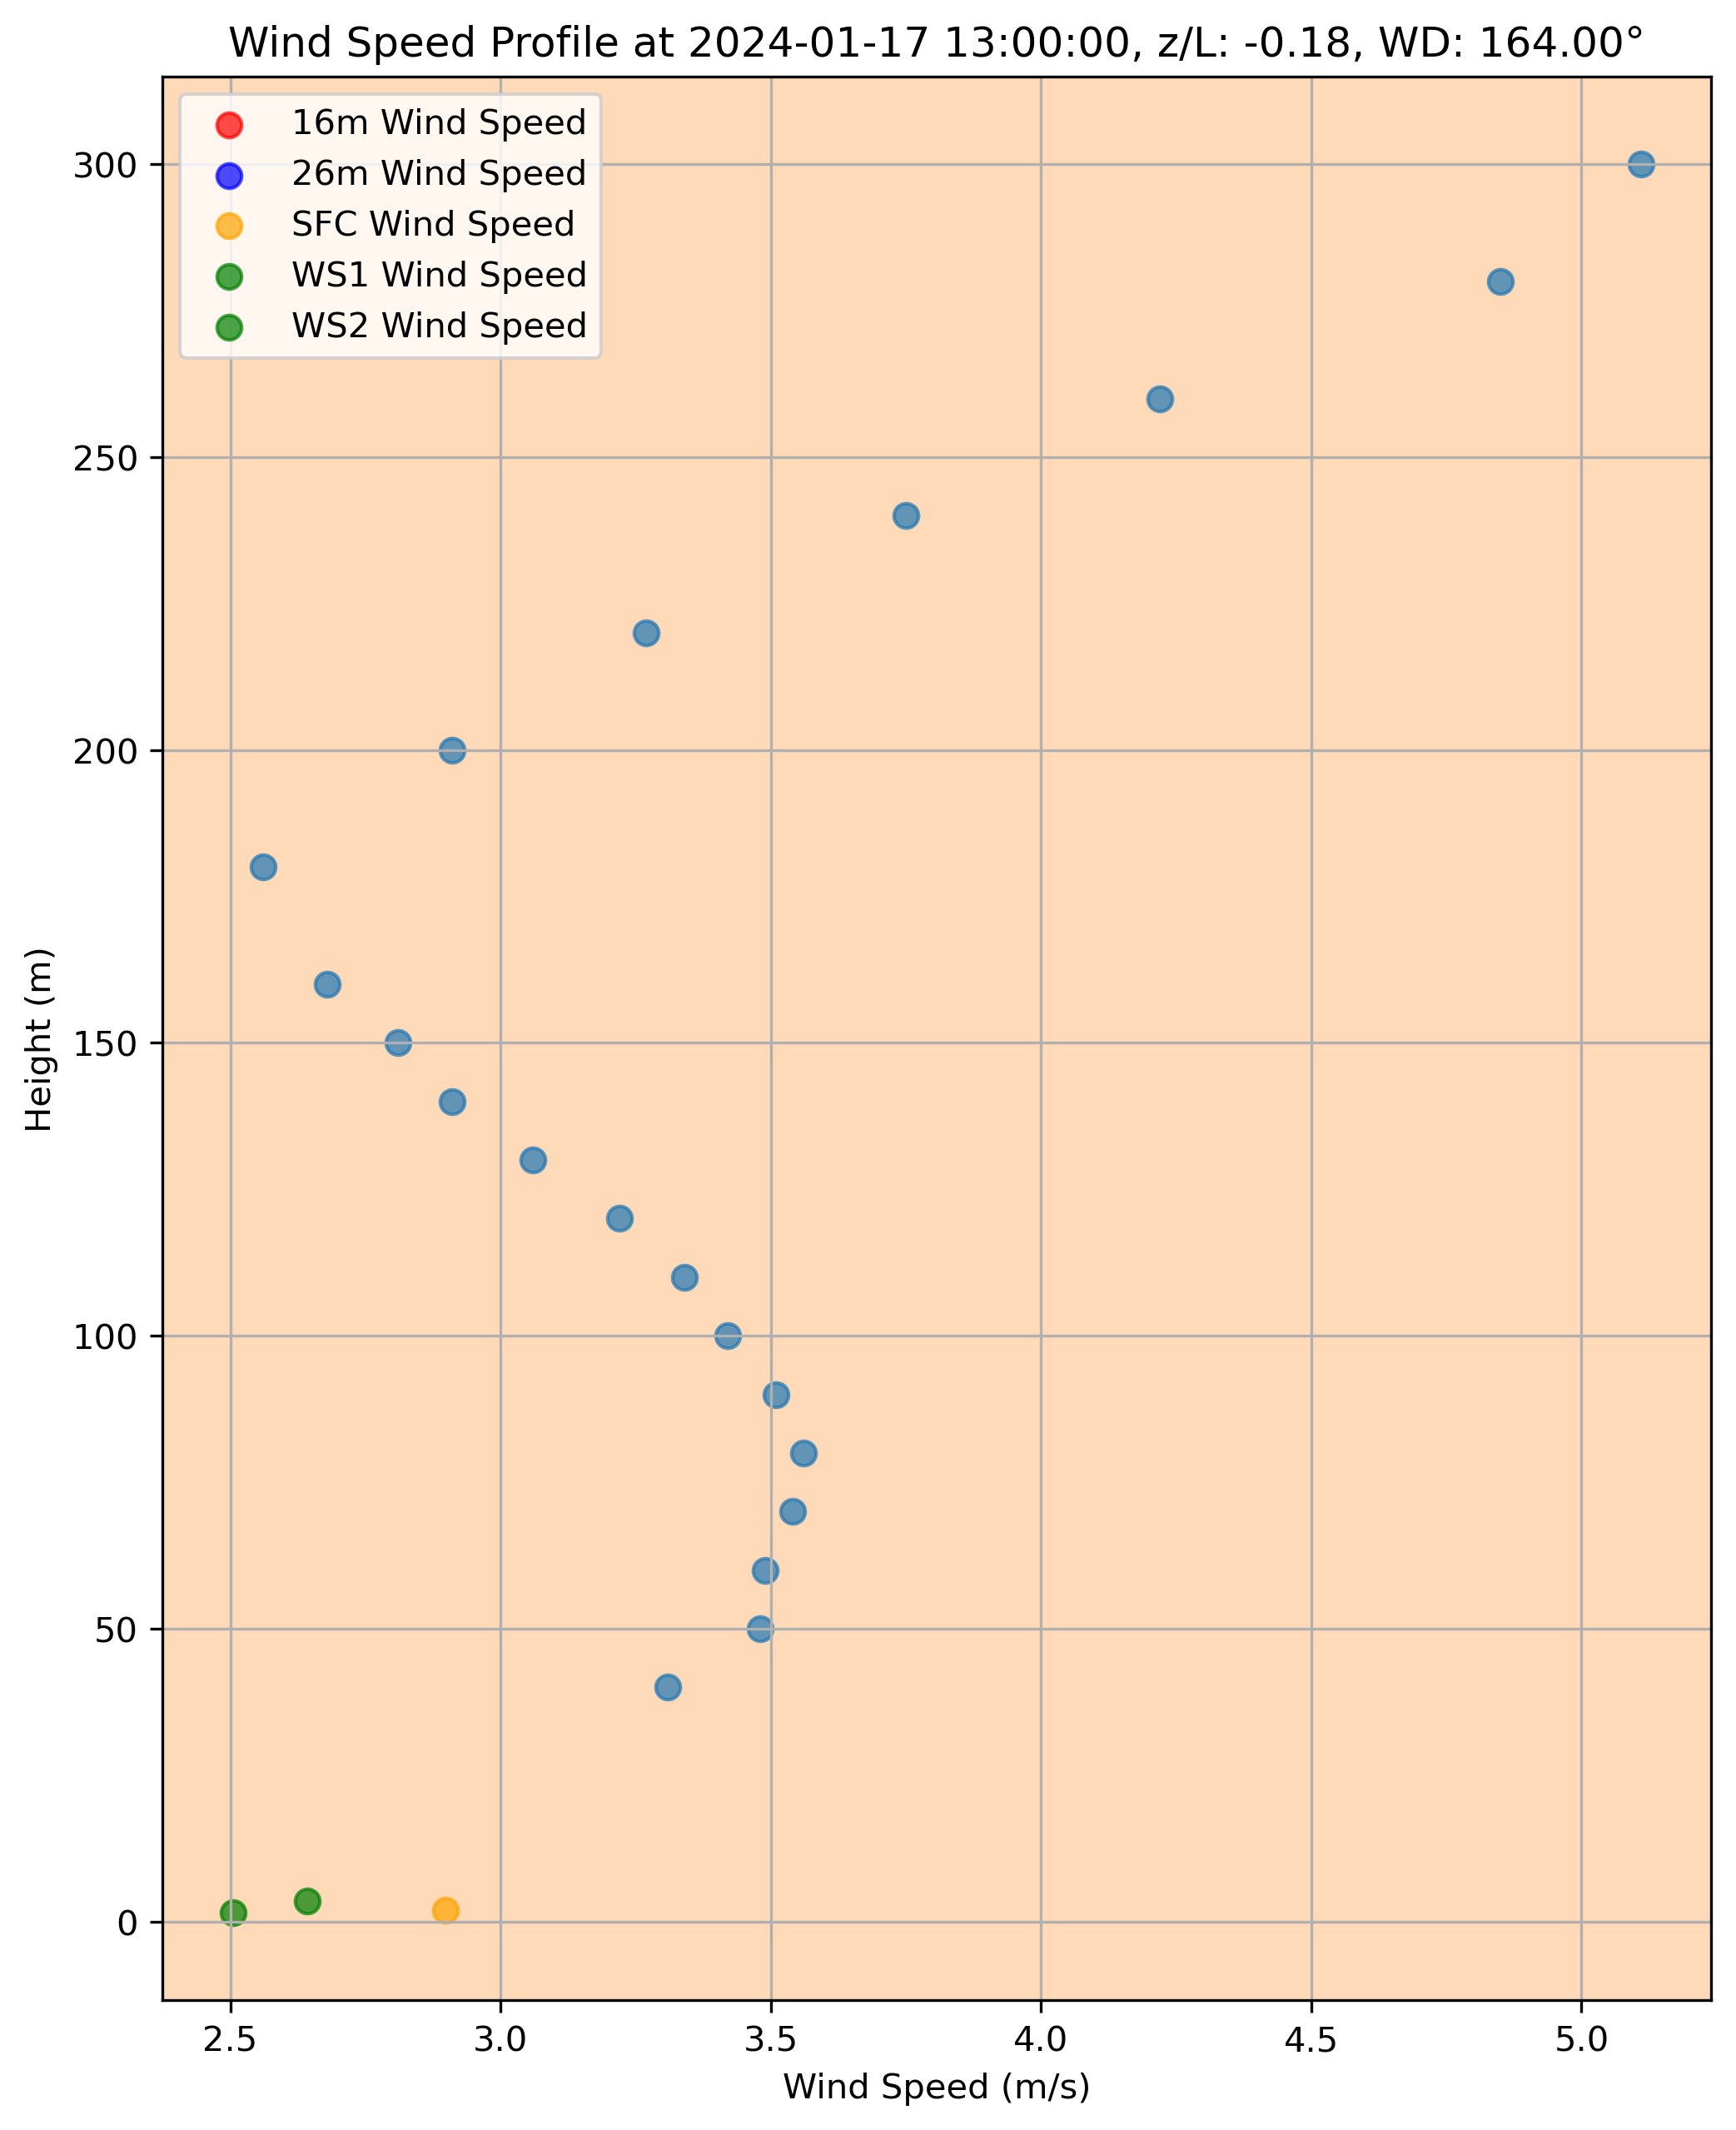 Wind Speed Profile at 2024-01-17 13:00:00, z/L: -0.18, WD: 164.00°
16m Wind Speed
26m Wind Speed
SFC Wind Speed
WS1 Wind Speed
WS2 Wind Speed
300
250
200
150
100
50
0
Height (m)
2.5 3.0 3.5 4.0 4.5 5.0
Wind Speed (m/s)